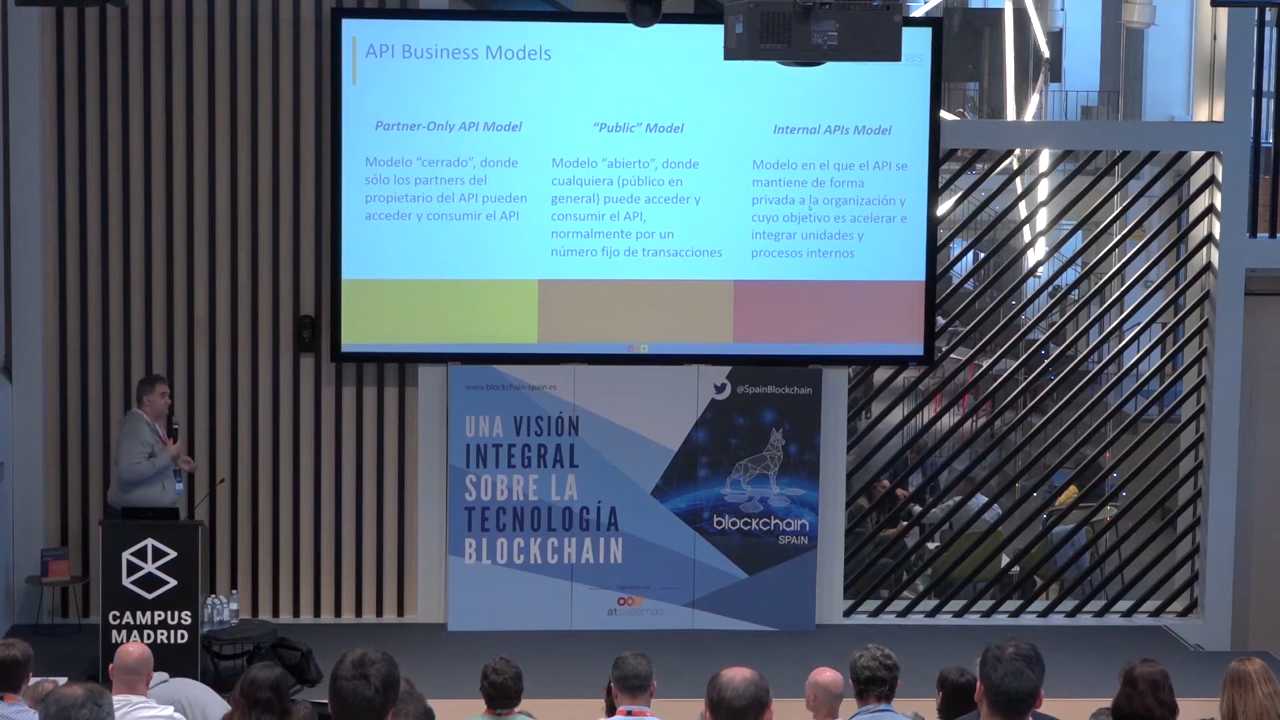 API Business Models
Partner-Only API Model
Modelo “cerrado”, donde
sólo los partners del
propietario del API pueden
acceder y consumir el API
“Public” Model
Modelo “abierto”, donde
cualquiera (público en
general) puede acceder y
consumir el API,
normalmente por un
número fijo de transacciones
Internal APIs Model
Modelo en el que el API se
mantiene de forma
privada a la organización y
cuyo objetivo es acelerar e
integrar unidades y
procesos internos
www.blockchain-spain.es
@SpainBlockchain
UNA VISIÓN
INTEGRAL
SOBRE LA
TECNOLOGÍA
BLOCKCHAIN
blockchain
SPAIN
atsistemas
CAMPUS
MADRID